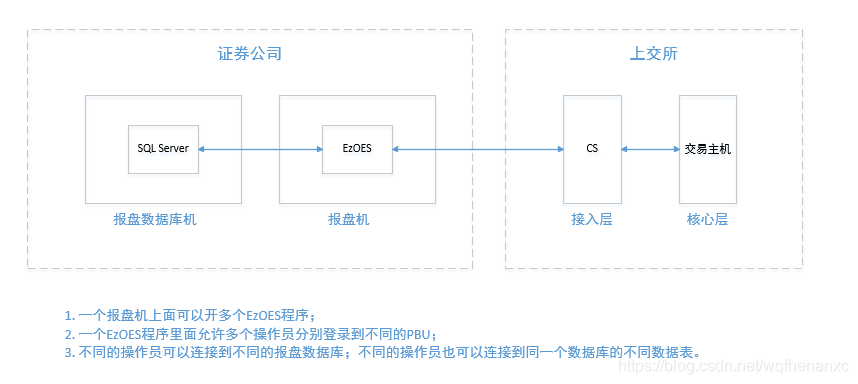 证券公司
上交所
SQL Server
EzOES
CS
交易主机
报盘数据库机
报盘机
接入层
核心层
1. 一个报盘机上面可以开多个EzOES程序；
2. 一个EzOES程序里面允许多个操作员分别登录到不同的PBU；
3. 不同的操作员可以连接到不同的报盘数据库；不同的操作员也可以连接到同一个数据库的不同数据表。
https://blog.csdn.net/wqfhenanxc